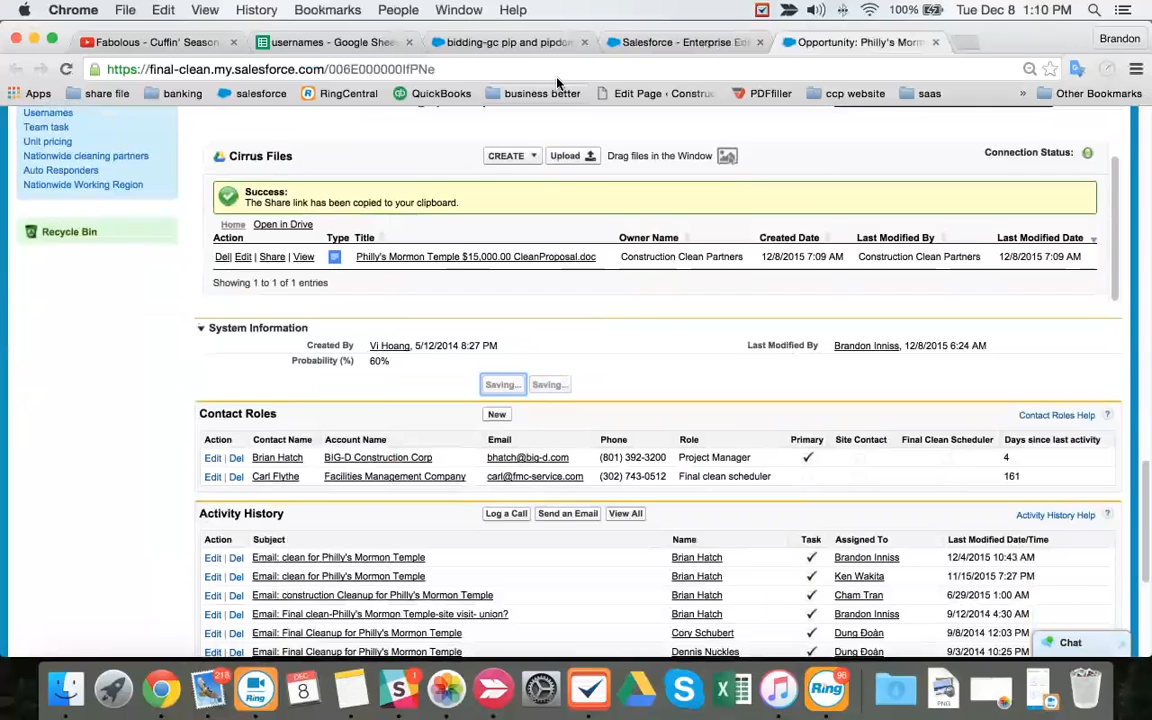 Chrome File Edit View History Bookmarks People Window Help 100% Tue Dec 8 1:10 PM
Fabolous - Cuffin' Season × usernames - Google Shee × bidding-gc pip and pipdo × Salesforce - Enterprise Ed × Opportunity: Philly's Morm × Brandon
https://final-clean.my.salesforce.com/006E000000IfPNe
Apps share file banking salesforce RingCentral QuickBooks business better Edit Page ‹ Constru PDFfiller ccp website saas » Other Bookmarks
Usernames
Team task
Unit pricing
Nationwide cleaning partners
Auto Responders
Nationwide Working Region
Recycle Bin
Cirrus Files CREATE Upload Drag files in the Window Connection Status:
Success:
The Share link has been copied to your clipboard.
Home Open in Drive
Action Type Title Owner Name Created Date Last Modified By Last Modified Date
Del Edit | Share | View Philly's Mormon Temple $15,000.00 CleanProposal.doc Construction Clean Partners 12/8/2015 7:09 AM Construction Clean Partners 12/8/2015 7:09 AM
Showing 1 to 1 of 1 entries
System Information
Created By Vi Hoang, 5/12/2014 8:27 PM Last Modified By Brandon Inniss, 12/8/2015 6:24 AM
Probability (%) 60%
Saving... Saving...
Contact Roles New Contact Roles Help ?
Action Contact Name Account Name Email Phone Role Primary Site Contact Final Clean Scheduler Days since last activity
Edit | Del Brian Hatch BIG-D Construction Corp bhatch@big-d.com (801) 392-3200 Project Manager ✓ 4
Edit | Del Carl Flythe Facilities Management Company carl@fmc-service.com (302) 743-0512 Final clean scheduler 161
Activity History Log a Call Send an Email View All Activity History Help ?
Action Subject Name Task Assigned To Last Modified Date/Time
Edit | Del Email: clean for Philly's Mormon Temple Brian Hatch ✓ Brandon Inniss 12/4/2015 10:43 AM
Edit | Del Email: clean for Philly's Mormon Temple Brian Hatch ✓ Ken Wakita 11/15/2015 7:27 PM
Edit | Del Email: construction Cleanup for Philly's Mormon Temple Brian Hatch ✓ Cham Tran 6/29/2015 1:00 AM
Edit | Del Email: Final clean-Philly's Mormon Temple-site visit- union? Brian Hatch ✓ Brandon Inniss 9/12/2014 4:30 AM
Edit | Del Email: Final Cleanup for Philly's Mormon Temple Cory Schubert ✓ Dung Đoàn 9/8/2014 12:03 PM
Edit | Del Email: Final Cleanup for Philly's Mormon Temple Dennis Nuckles ✓ Dung Đoàn 9/3/2014 10:25 PM
Chat
218 Ring DEC 8 1 Ring 96 PNG